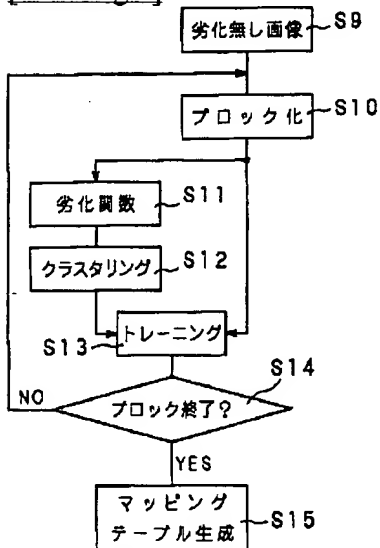 劣化無し画像
S9
ブロック化
S10
劣化関数
S11
クラスタリング
S12
トレーニング
S13
ブロック終了?
S14
NO
YES
マッピング
テーブル生成
S15